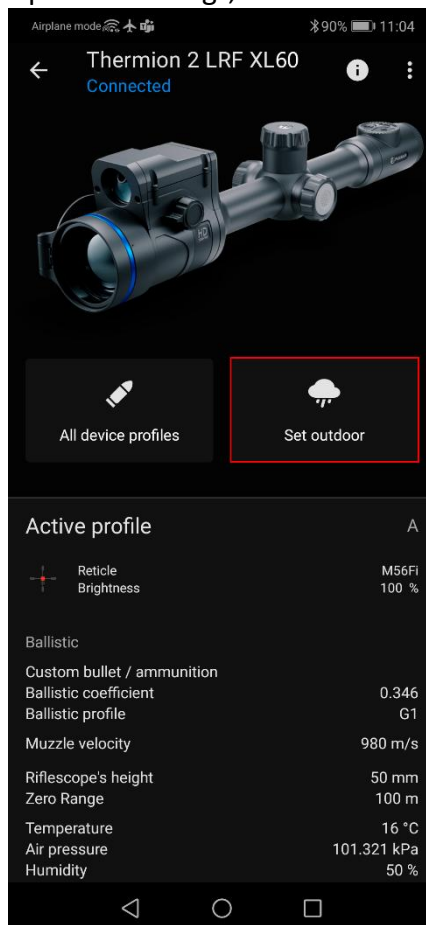 Airplane mode 90% 11:04
Thermion 2 LRF XL60
Connected
HD
All device profiles
Set outdoor
Active profile A
Reticle M56Fi
Brightness 100 %
Ballistic
Custom bullet / ammunition
Ballistic coefficient 0.346
Ballistic profile G1
Muzzle velocity 980 m/s
Riflescope's height 50 mm
Zero Range 100 m
Temperature 16 °C
Air pressure 101.321 kPa
Humidity 50 %